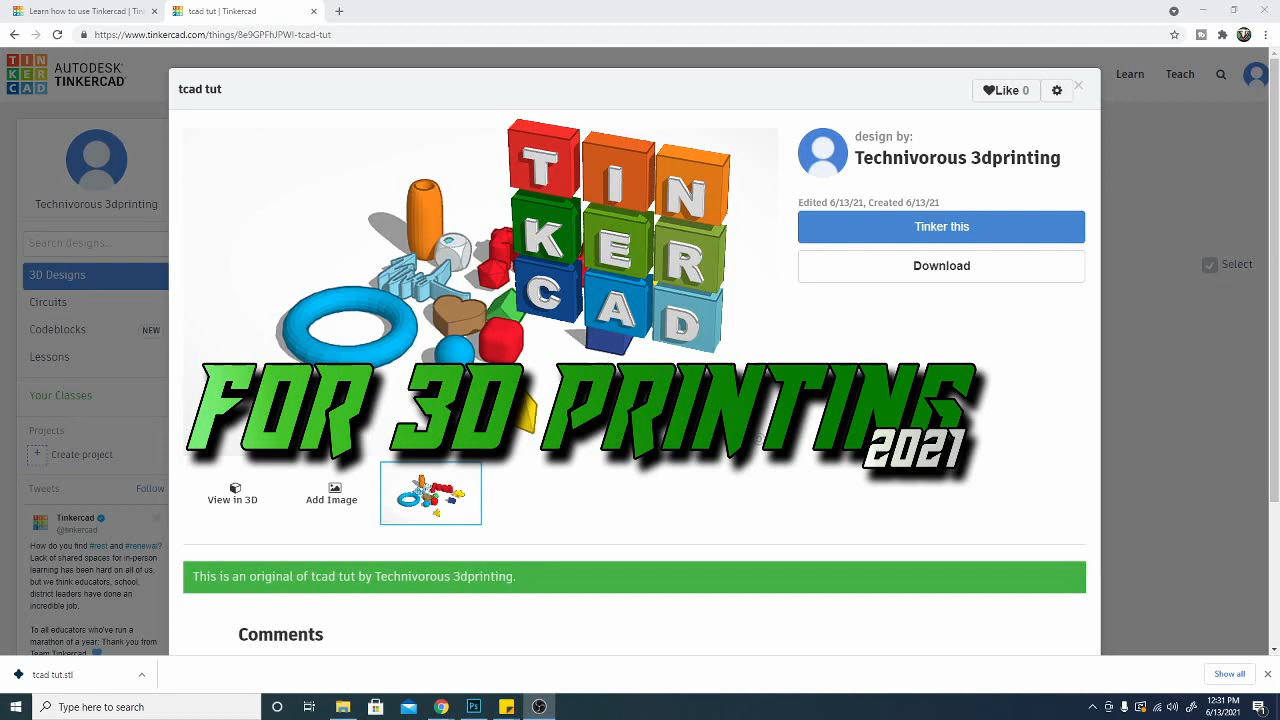 Learn how to use Tinkercad | Tink
tcad tut | Tinkercad
https://www.tinkercad.com/things/8e9GPFhJPWl-tcad-tut
TIN
KER
CAD
AUTODESK®
TINKERCAD®
Learn
Teach
tcad tut
Like 0
design by:
Technivorous 3dprinting
Edited 6/13/21, Created 6/13/21
Tinker this
Download
TIN
KER
CAD
FOR 3D PRINTING
2021
Technivorous 3dprinting
Search designs...
3D Designs
Circuits
Codeblocks NEW
Lessons
Your Classes
Projects
Create project
Tweets Follow
Tinkercad
@tinkercad
How do you find #rest and #renewal?
Lack of shared spaces for in-person
learning has been hard on all of us,
but we think educators, school,
district leaders have done an
incredible job.
To all educators who've run a
marathon of a year: Thank you from
Team Tinkercad
Select
View in 3D
Add Image
This is an original of tcad tut by Technivorous 3dprinting.
Comments
tcad tut.stl
Show all
Type here to search
Ps
12:31 PM
6/13/2021